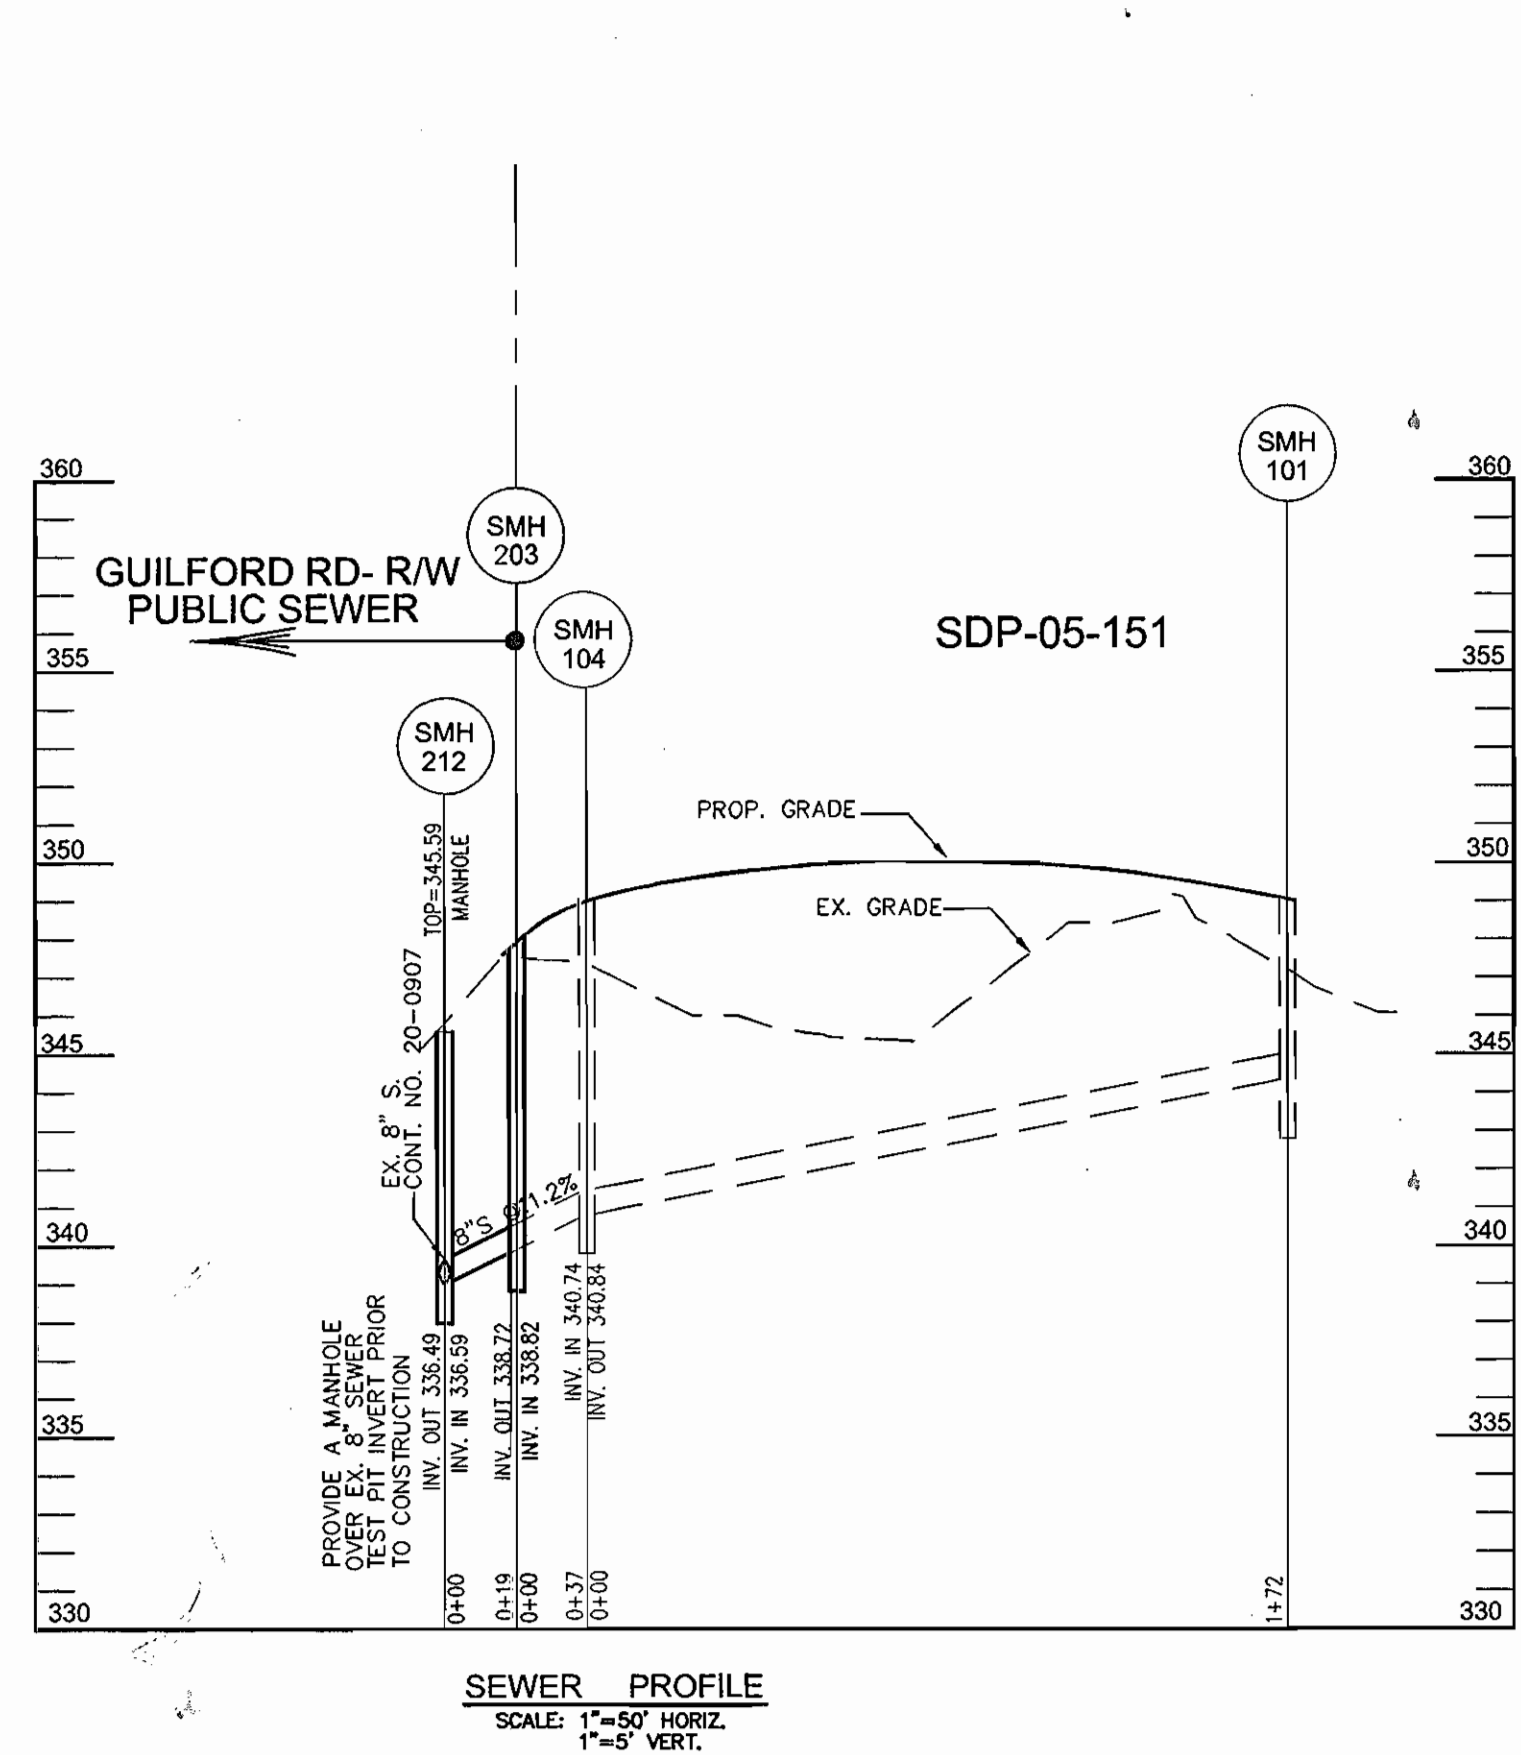 SMH
101
360
360
SMH
203
GUILFORD RD- R/W
PUBLIC SEWER
SMH
104
SDP-05-151
355
355
SMH
212
PROP. GRADE
350
350
TOP=345.59
MANHOLE
EX. GRADE
EX. 8" S.
CONT. NO. 20-0907
345
345
8"S @11.2%
340
340
PROVIDE A MANHOLE
OVER EX. 8" SEWER
TEST PIT INVERT PRIOR
TO CONSTRUCTION
INV. OUT 336.49
INV. IN 336.59
INV. OUT 338.72
INV. IN 338.82
INV. IN 340.74
INV. OUT 340.84
335
335
0+00
0+19
0+00
0+37
0+00
1+72
330
330
SEWER PROFILE
SCALE: 1"=50' HORIZ.
1"=5' VERT.